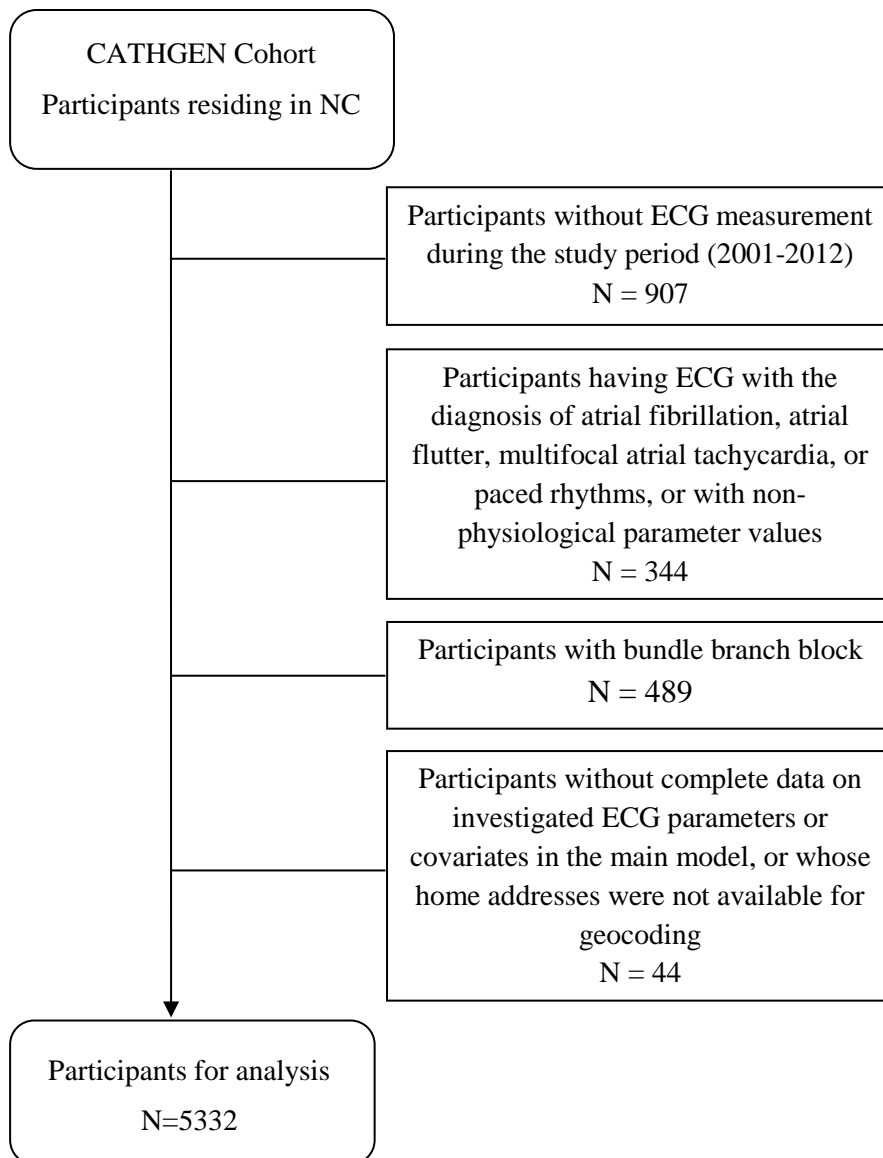 CATHGEN Cohort
Participants residing in NC
Participants without ECG measurement
during the study period (2001-2012)
N = 907
Participants having ECG with the
diagnosis of atrial fibrillation, atrial
flutter, multifocal atrial tachycardia, or
paced rhythms, or with non-
physiological parameter values
N = 344
Participants with bundle branch block
N = 489
Participants without complete data on
investigated ECG parameters or
covariates in the main model, or whose
home addresses were not available for
geocoding
N = 44
Participants for analysis
N=5332